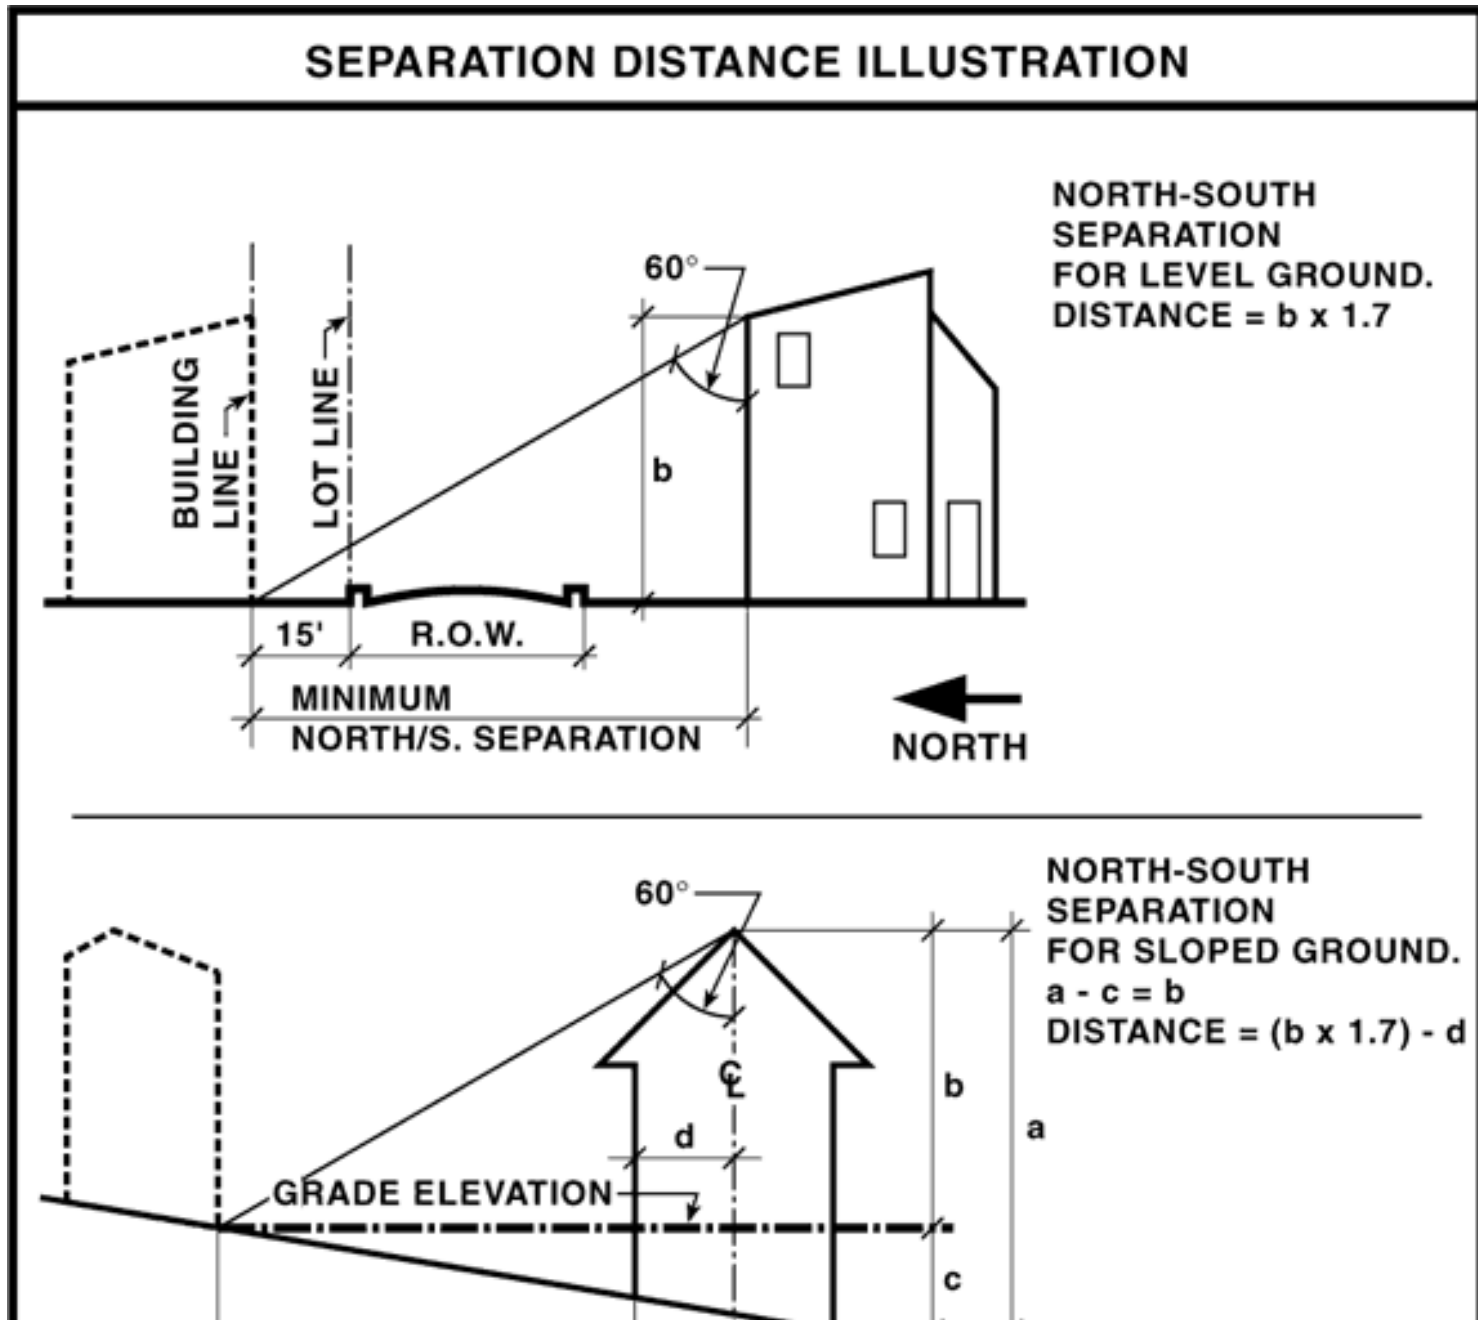 SEPARATION DISTANCE ILLUSTRATION
NORTH-SOUTH
SEPARATION
FOR LEVEL GROUND.
DISTANCE = b x 1.7
60°
BUILDING
LINE
LOT LINE
b
15'
R.O.W.
MINIMUM
NORTH/S. SEPARATION
NORTH
NORTH-SOUTH
SEPARATION
FOR SLOPED GROUND.
a - c = b
DISTANCE = (b x 1.7) - d
60°
℄
b
a
d
GRADE ELEVATION
c